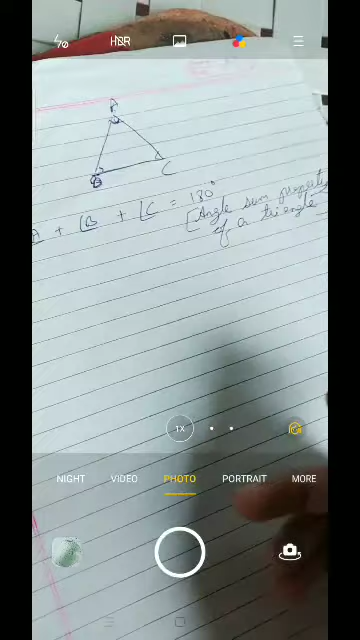 HDR
A
B
C
∠A + ∠B + ∠C = 180°
[Angle sum property
of a triangle
1X
NIGHT VIDEO PHOTO PORTRAIT MORE